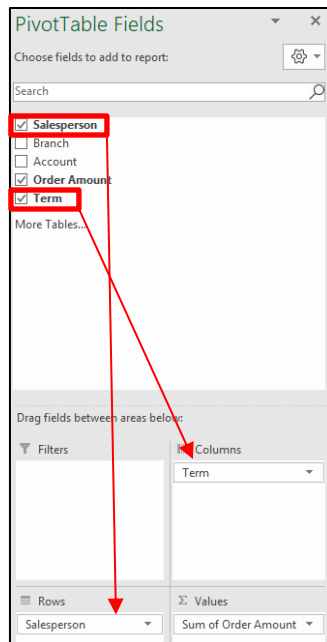 PivotTable Fields
Choose fields to add to report:
Search
Salesperson
Branch
Account
Order Amount
Term
More Tables...
Drag fields between areas below:
Filters
Columns
Term
Rows
Σ Values
Salesperson
Sum of Order Amount